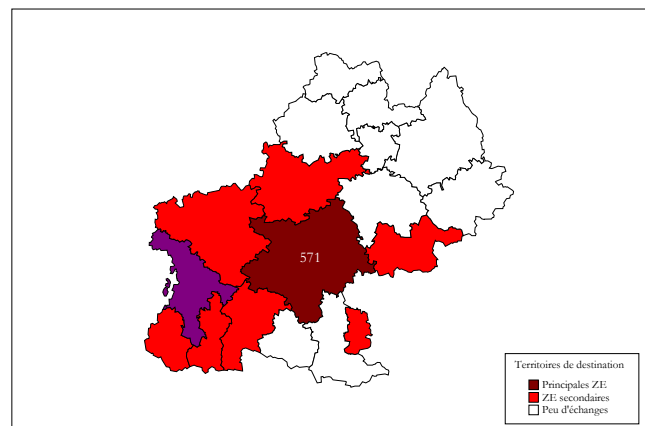 571
Territoires de destination
Principales ZE
ZE secondaires
Peu d'échanges